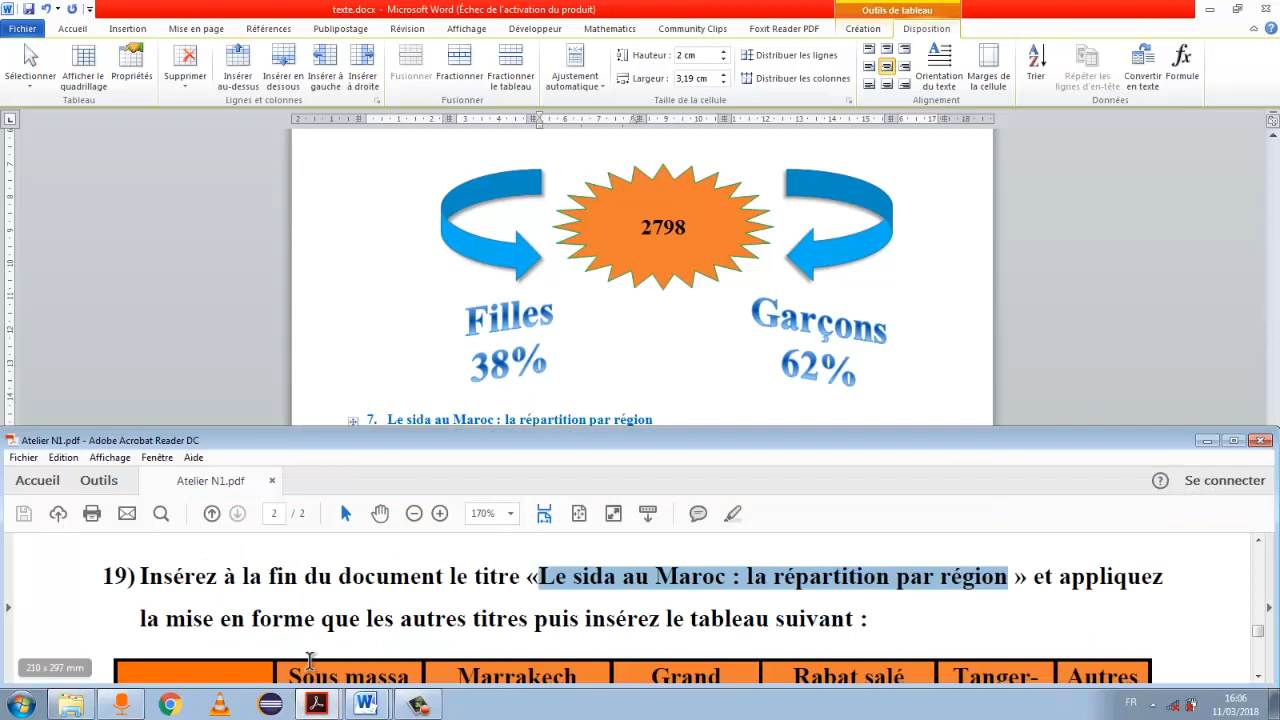 texte.docx - Microsoft Word (Échec de l'activation du produit)
Outils de tableau
Fichier Accueil Insertion Mise en page Références Publipostage Révision Affichage Développeur Mathematics Community Clips Foxit Reader PDF Création Disposition
Sélectionner
Afficher le quadrillage
Propriétés
Supprimer
Insérer au-dessus
Insérer en dessous
Insérer à gauche
Insérer à droite
Fusionner
Fractionner
Fractionner le tableau
Ajustement automatique
Hauteur : 2 cm
Largeur : 3,19 cm
Distribuer les lignes
Distribuer les colonnes
Orientation du texte
Marges de la cellule
Trier
Répéter les lignes d'en-tête
Convertir en texte
Formule
Tableau
Lignes et colonnes
Fusionner
Taille de la cellule
Alignement
Données
2798
Filles
38%
Garçons
62%
7. Le sida au Maroc : la répartition par région
Atelier N1.pdf - Adobe Acrobat Reader DC
Fichier Edition Affichage Fenêtre Aide
Accueil Outils Atelier N1.pdf × Se connecter
2 / 2 170%
19) Insérez à la fin du document le titre «Le sida au Maroc : la répartition par région » et appliquez
la mise en forme que les autres titres puis insérez le tableau suivant :
210 x 297 mm
Sous massa Marrakech Grand Rabat salé Tanger- Autres
FR
16:06
11/03/2018